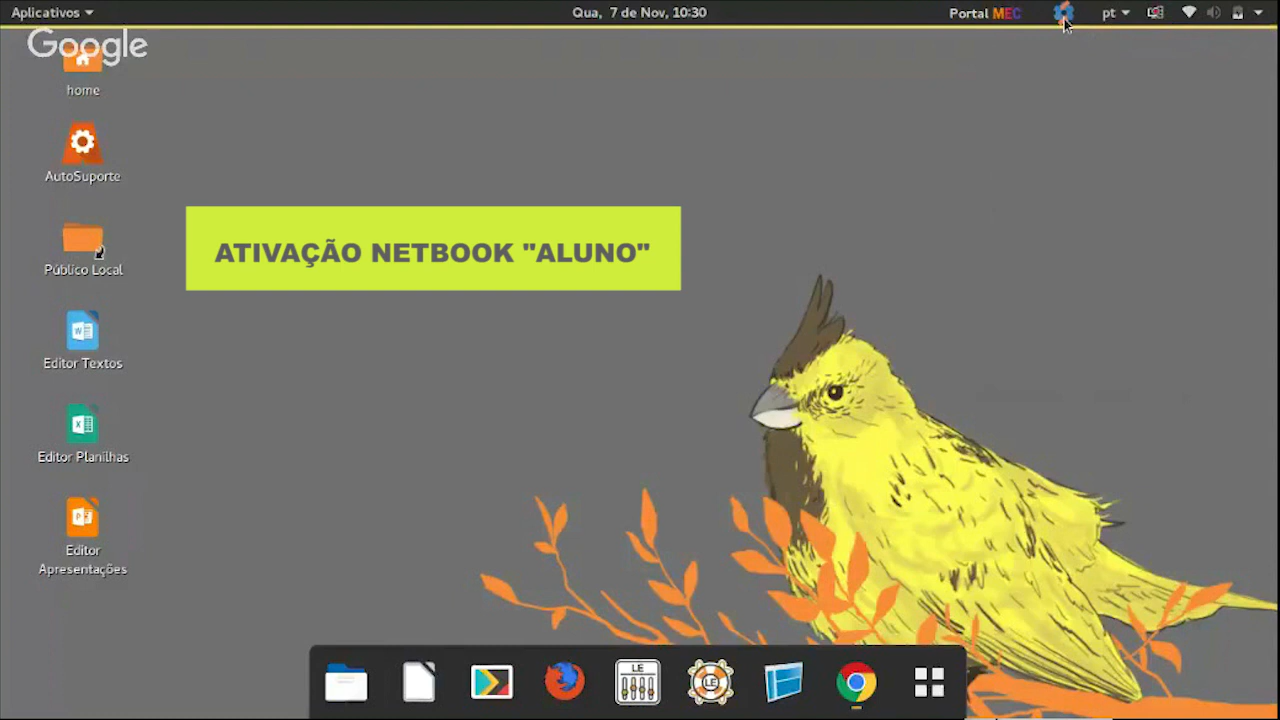 Aplicativos
Qua, 7 de Nov, 10:30
Portal MEC
pt
Google
home
AutoSuporte
Público Local
Editor Textos
Editor Planilhas
Editor
Apresentações
ATIVAÇÃO NETBOOK "ALUNO"
W
X
P
LE
LE